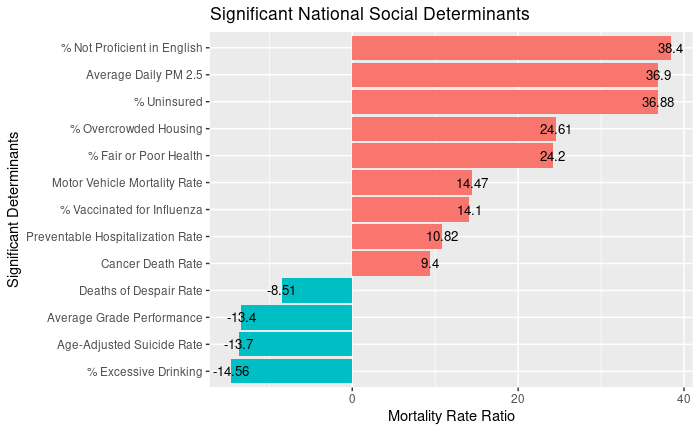 Significant National Social Determinants
Significant Determinants
% Not Proficient in English 38.4
Average Daily PM 2.5 36.9
% Uninsured 36.88
% Overcrowded Housing 24.61
% Fair or Poor Health 24.2
Motor Vehicle Mortality Rate 14.47
% Vaccinated for Influenza 14.1
Preventable Hospitalization Rate 10.82
Cancer Death Rate 9.4
Deaths of Despair Rate -8.51
Average Grade Performance -13.4
Age-Adjusted Suicide Rate -13.7
% Excessive Drinking -14.56
0 20 40
Mortality Rate Ratio